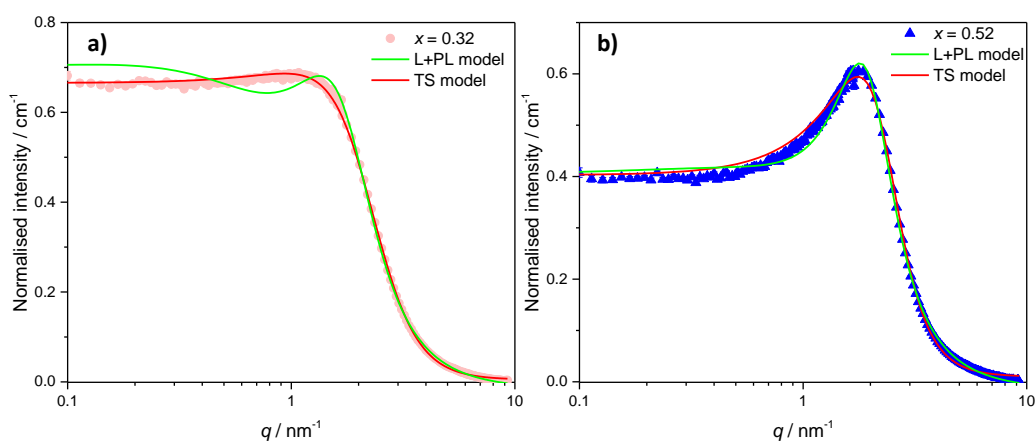 a)
x = 0.32
L+PL model
TS model
Normalised intensity / cm⁻¹
0.8
0.6
0.4
0.2
0.0
0.1
1
10
q / nm⁻¹
b)
x = 0.52
L+PL model
TS model
Normalised intensity / cm⁻¹
0.6
0.4
0.2
0.0
0.1
1
10
q / nm⁻¹